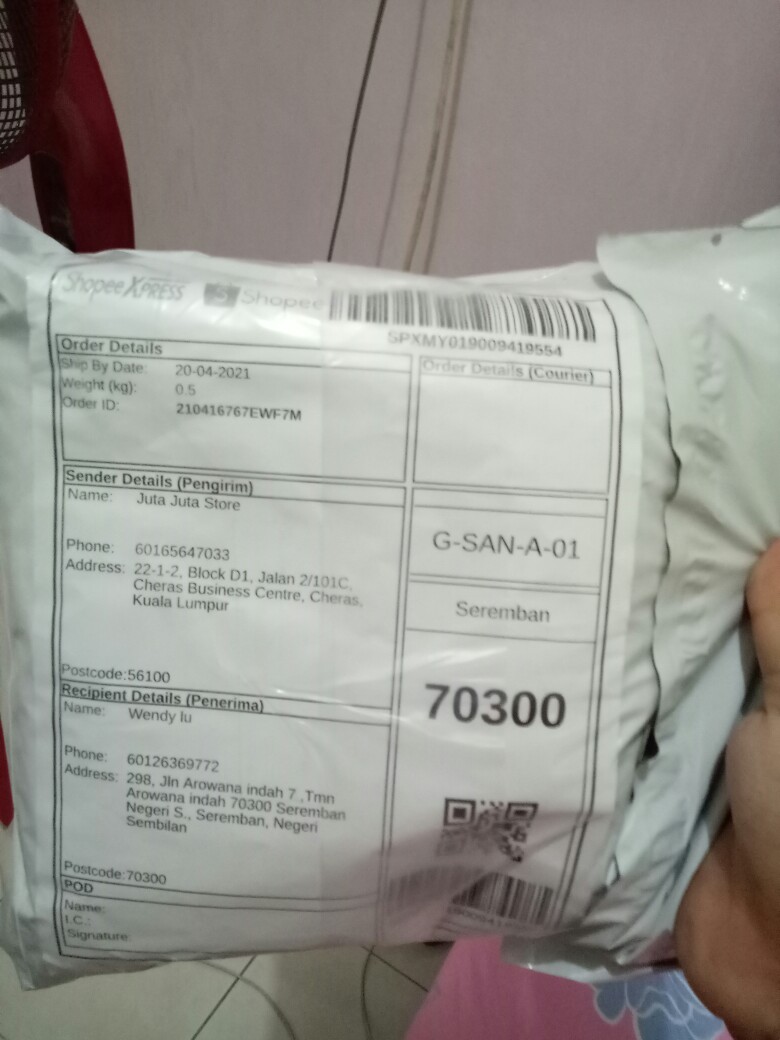 Shopee XPRESS Shopee
SPXMY019009419554
Order Details
Ship By Date: 20-04-2021
Weight (kg): 0.5
Order ID: 210416767EWF7M
Order Details (Courier)
Sender Details (Pengirim)
Name: Juta Juta Store
Phone: 60165647033
Address: 22-1-2, Block D1, Jalan 2/101C,
Cheras Business Centre, Cheras,
Kuala Lumpur
Postcode:56100
G-SAN-A-01
Seremban
70300
Recipient Details (Penerima)
Name: Wendy lu
Phone: 60126369772
Address: 298, Jln Arowana indah 7 ,Tmn
Arowana indah 70300 Seremban
Negeri S., Seremban, Negeri
Sembilan
Postcode:70300
POD
Name:
I.C.:
Signature: